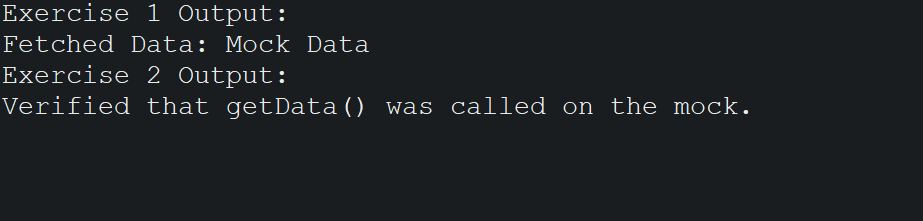 Exercise 1 Output:
Fetched Data: Mock Data
Exercise 2 Output:
Verified that getData() was called on the mock.